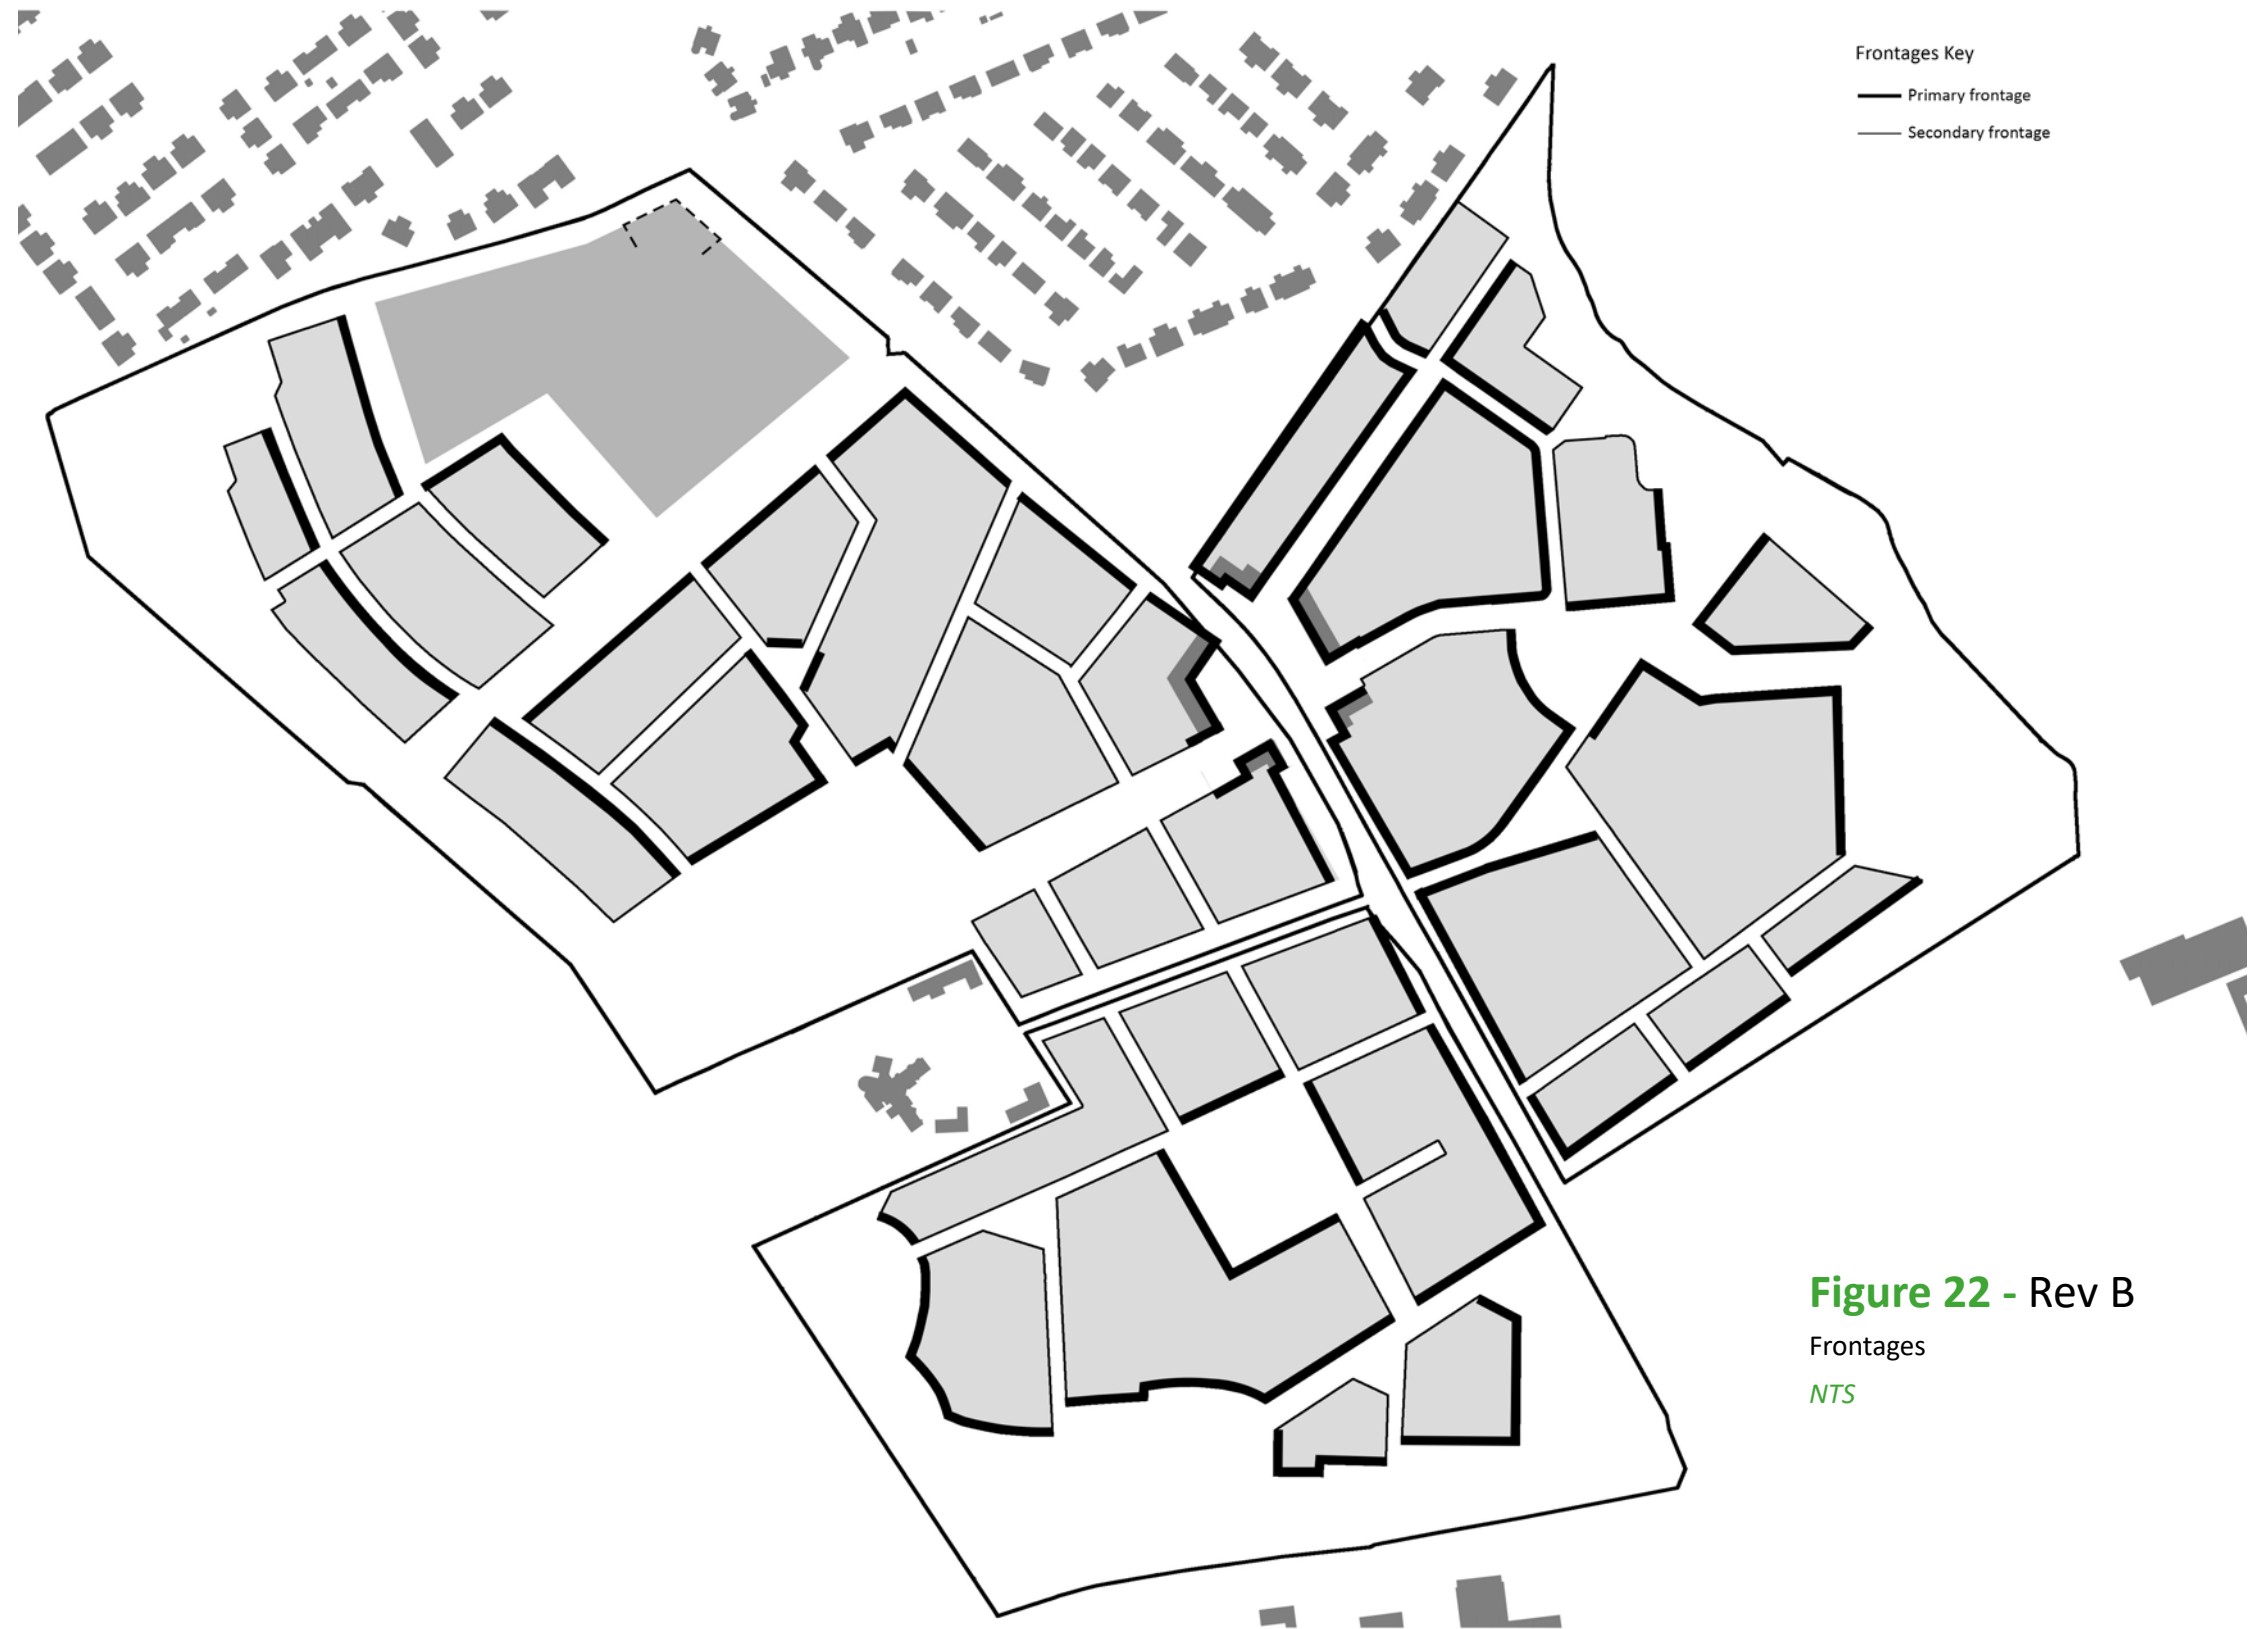 Frontages Key
Primary frontage
Secondary frontage
Figure 22 - Rev B
Frontages
NTS